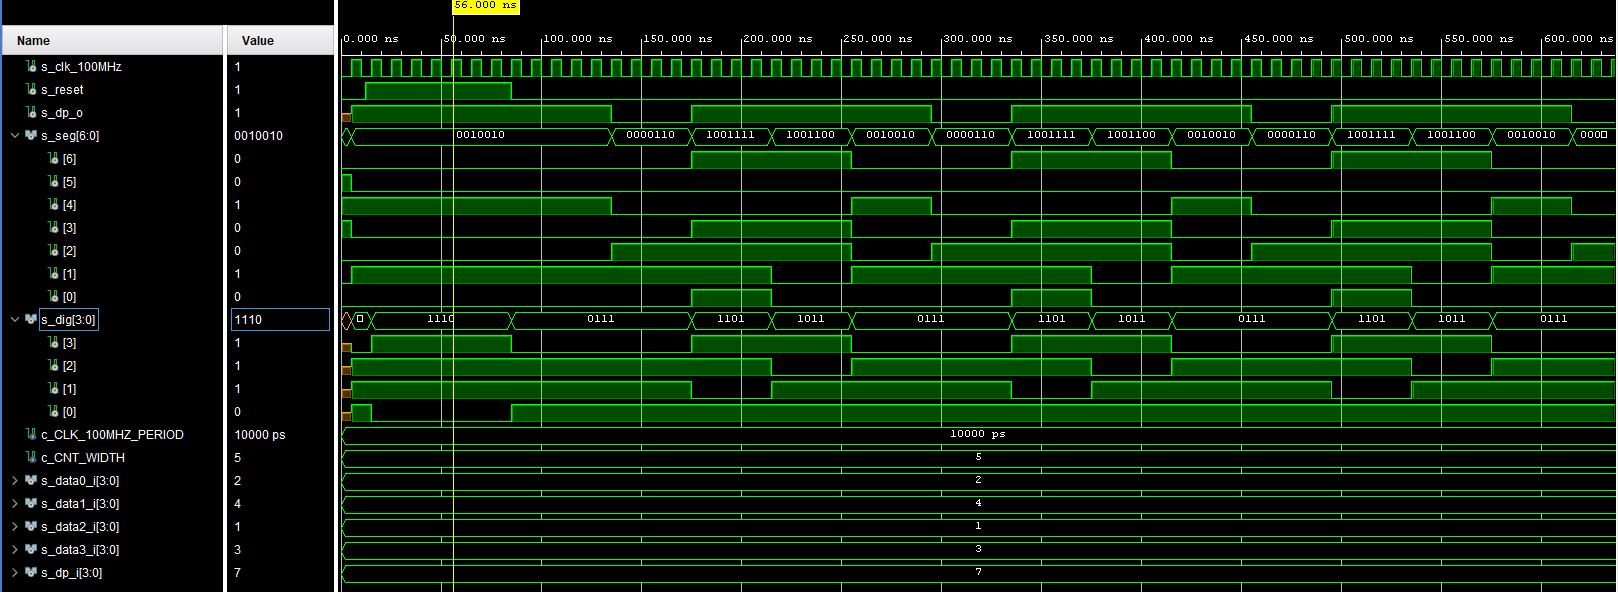 56.000 ns
Name Value
0.000 ns 50.000 ns 100.000 ns 150.000 ns 200.000 ns 250.000 ns 300.000 ns 350.000 ns 400.000 ns 450.000 ns 500.000 ns 550.000 ns 600.000 ns
s_clk_100MHz 1
s_reset 1
s_dp_o 1
s_seg[6:0] 0010010 0010010 0000110 1001111 1001100 0010010 0000110 1001111 1001100 0010010 0000110 1001111 1001100 0010010 000
[6] 0
[5] 0
[4] 1
[3] 0
[2] 0
[1] 1
[0] 0
s_dig[3:0] 1110 1110 0111 1101 1011 0111 1101 1011 0111 1101 1011 0111
[3] 1
[2] 1
[1] 1
[0] 0
c_CLK_100MHZ_PERIOD 10000 ps 10000 ps
c_CNT_WIDTH 5 5
s_data0_i[3:0] 2 2
s_data1_i[3:0] 4 4
s_data2_i[3:0] 1 1
s_data3_i[3:0] 3 3
s_dp_i[3:0] 7 7